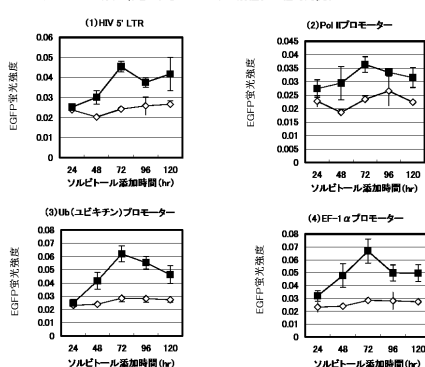 (1)HIV 5' LTR
EGFP蛍光強度
0.06
0.05
0.04
0.03
0.02
0.01
0
24 48 72 96 120
ソルビトール添加時間(hr)
(2)Pol Ⅱプロモーター
EGFP蛍光強度
0.045
0.04
0.035
0.03
0.025
0.02
0.015
0.01
0.005
0
24 48 72 96 120
ソルビトール添加時間(hr)
(3)Ub(ユビキチン)プロモーター
EGFP蛍光強度
0.08
0.07
0.06
0.05
0.04
0.03
0.02
0.01
0
24 48 72 96 120
ソルビトール添加時間(hr)
(4)EF-1αプロモーター
EGFP蛍光強度
0.08
0.07
0.06
0.05
0.04
0.03
0.02
0.01
0
24 48 72 96 120
ソルビトール添加時間(hr)